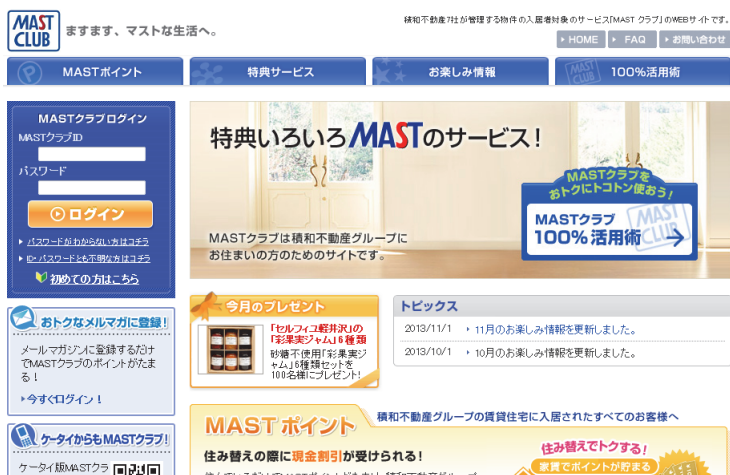 MAST CLUB
ますます、マストな生活へ。
積和不動産7社が管理する物件の入居者対象のサービス「MAST クラブ」のWEBサイトです。
HOME
FAQ
お問い合わせ
MASTポイント
特典サービス
お楽しみ情報
100%活用術
MASTクラブログイン
MASTクラブID
パスワード
ログイン
パスワードがわからない方はコチラ
ID・パスワードとも不明な方はコチラ
初めての方はこちら
特典いろいろMASTのサービス!
MASTクラブは積和不動産グループに
お住まいの方のためのサイトです。
MASTクラブを
おトクにトコトン使おう!
MASTクラブ
100%活用術
おトクなメルマガに登録!
メールマガジンに登録するだけ
でMASTクラブのポイントがたま
る!
今すぐログイン!
ケータイからもMASTクラブ!
ケータイ版MASTクラ
今月のプレゼント
「セルフィユ軽井沢」の
「彩果実ジャム」6種類
砂糖不使用「彩果実ジ
ャム」6種類セットを
100名様にプレゼント!
トピックス
2013/11/1 11月のお楽しみ情報を更新しました。
2013/10/1 10月のお楽しみ情報を更新しました。
MASTポイント
積和不動産グループの賃貸住宅に入居されたすべてのお客様へ
住み替えの際に現金割引が受けられる!
住み替えでトクする!
家賃でポイントが貯まる